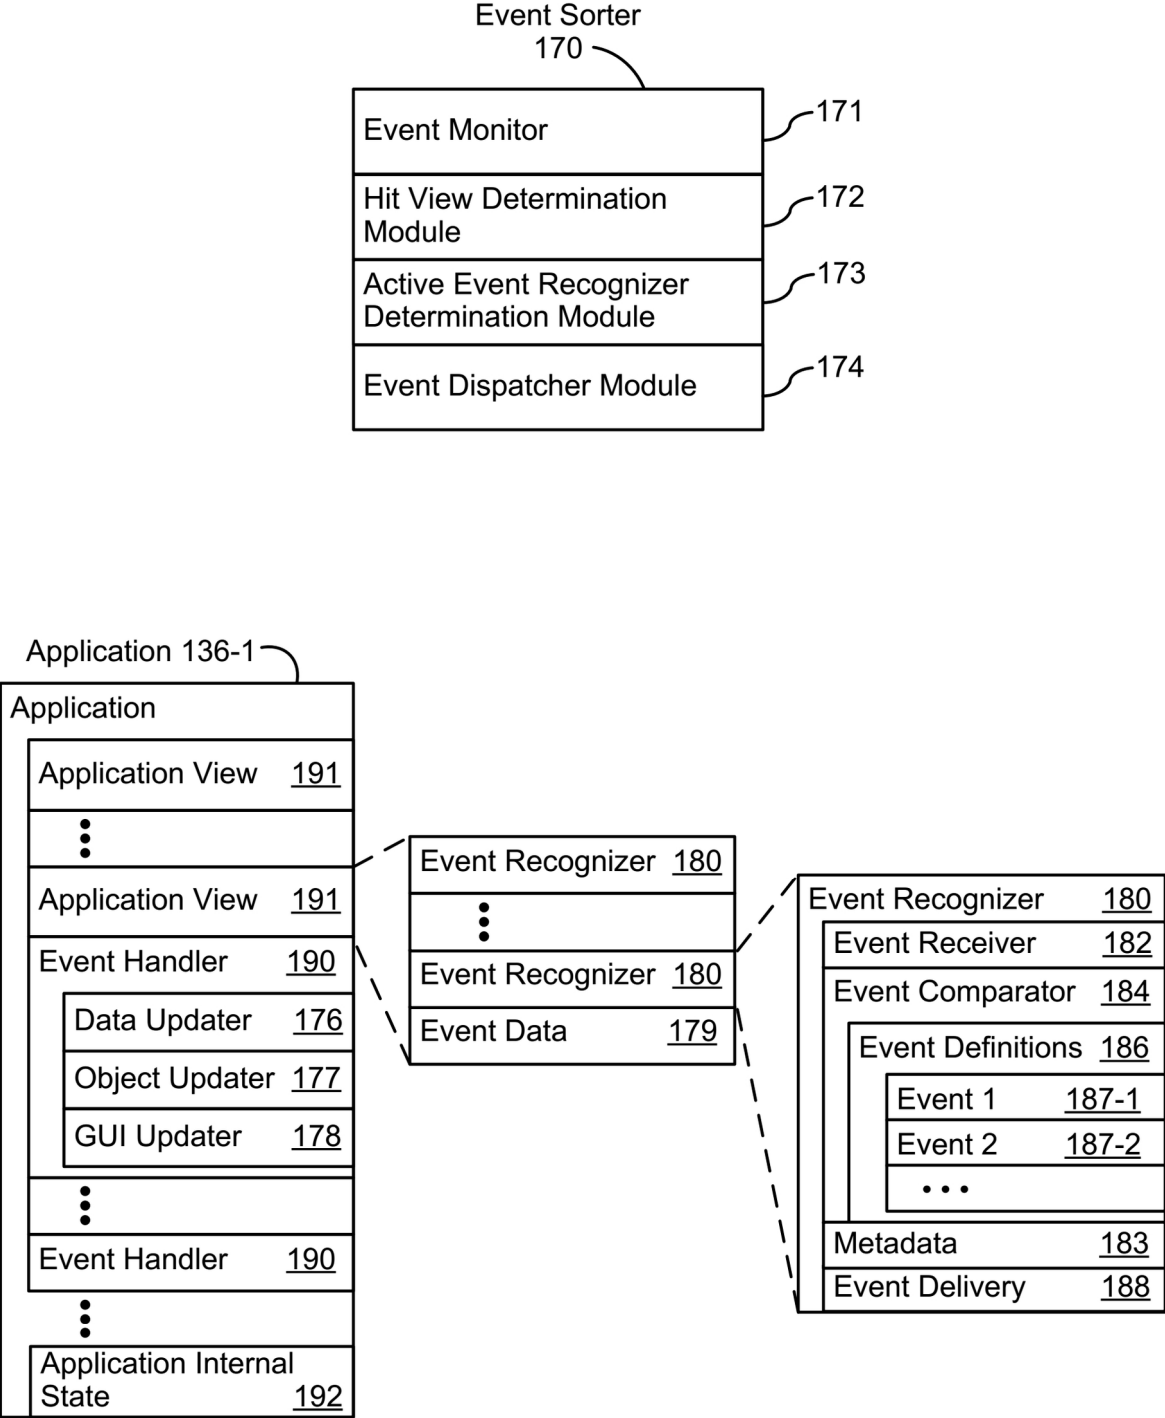 Event Sorter
170
Event Monitor
171
Hit View Determination
Module
172
Active Event Recognizer
Determination Module
173
Event Dispatcher Module
174
Application 136-1
Application
Application View 191
Application View 191
Event Handler 190
Data Updater 176
Object Updater 177
GUI Updater 178
Event Handler 190
Application Internal
State 192
Event Recognizer 180
Event Recognizer 180
Event Data 179
Event Recognizer 180
Event Receiver 182
Event Comparator 184
Event Definitions 186
Event 1 187-1
Event 2 187-2
• • •
Metadata 183
Event Delivery 188